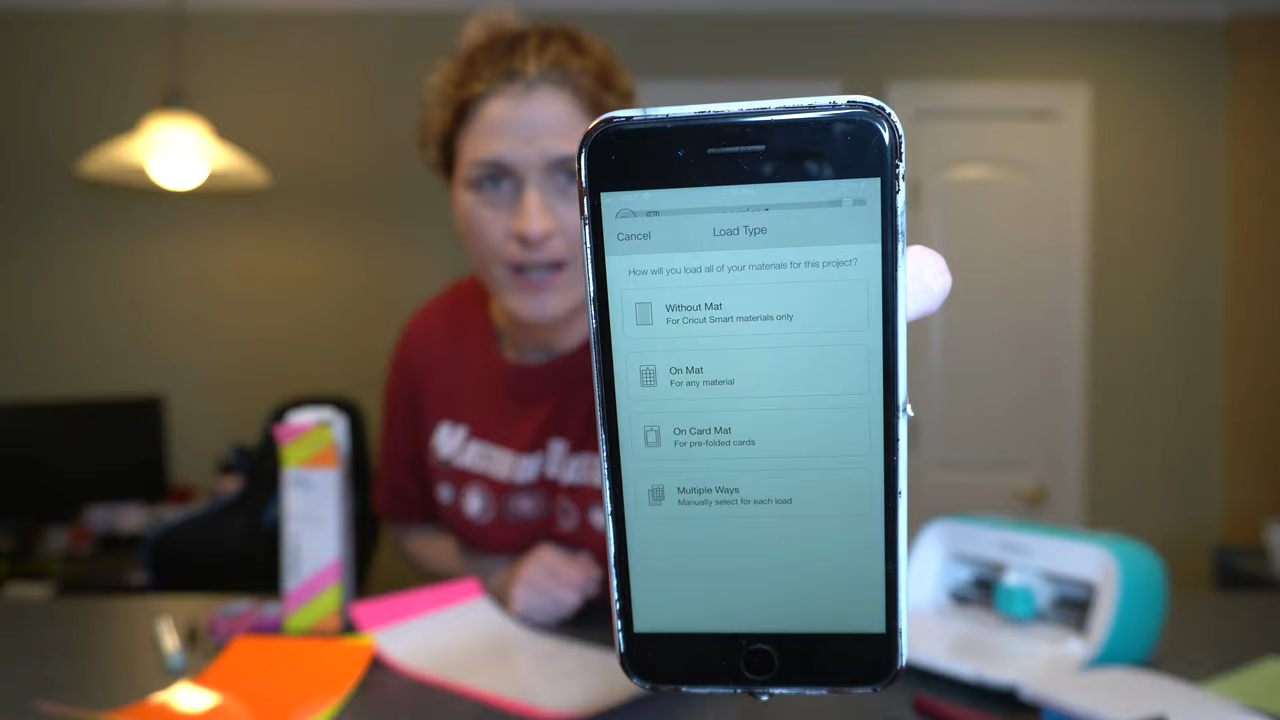 Cancel
Load Type
How will you load all of your materials for this project?
Without Mat
For Cricut Smart materials only
On Mat
For any material
On Card Mat
For pre-folded cards
Multiple Ways
Manually select for each load